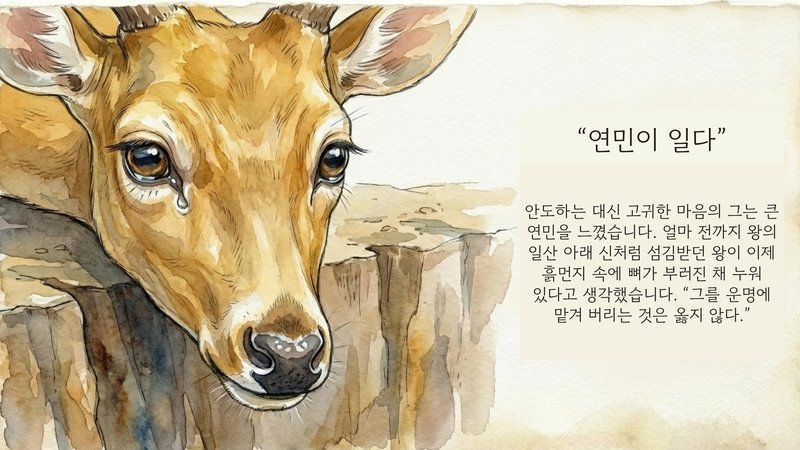 “연민이 일다”
안도하는 대신 고귀한 마음의 그는 큰
연민을 느꼈습니다. 얼마 전까지 왕의
일산 아래 신처럼 섬김받던 왕이 이제
흙먼지 속에 뼈가 부러진 채 누워
있다고 생각했습니다. “그를 운명에
맡겨 버리는 것은 옳지 않다.”